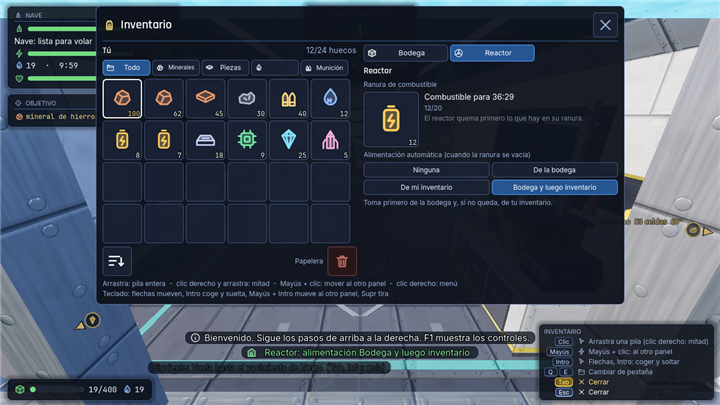 NAVE
Nave: lista para volar
19 · 9:59
OBJETIVO
mineral de hierro
Inventario
Tú
12/24 huecos
Todo
Minerales
Piezas
Munición
100
62
45
30
40
12
8
7
18
9
25
5
Papelera
Arrastra: pila entera - clic derecho y arrastra: mitad - Mayús + clic: mover al otro panel - clic derecho: menú
Teclado: flechas mueven, Intro coge y suelta, Mayús + Intro mueve al otro panel, Supr tira
Bodega
Reactor
Reactor
Ranura de combustible
12
Combustible para 36:29
12/20
El reactor quema primero lo que hay en su ranura.
Alimentación automática (cuando la ranura se vacía)
Ninguna
De la bodega
De mi inventario
Bodega y luego inventario
Toma primero de la bodega y, si no queda, de tu inventario.
Bienvenido. Sigue los pasos de arriba a la derecha. F1 muestra los controles.
Reactor: alimentación Bodega y luego inventario
19/400
19
INVENTARIO
Clic
Arrastra una pila (clic derecho: mitad)
Mayús
Mayús + clic: al otro panel
Intro
Flechas, Intro: coger y soltar
Q
E
Cambiar de pestaña
Tab
Cerrar
Esc
Cerrar